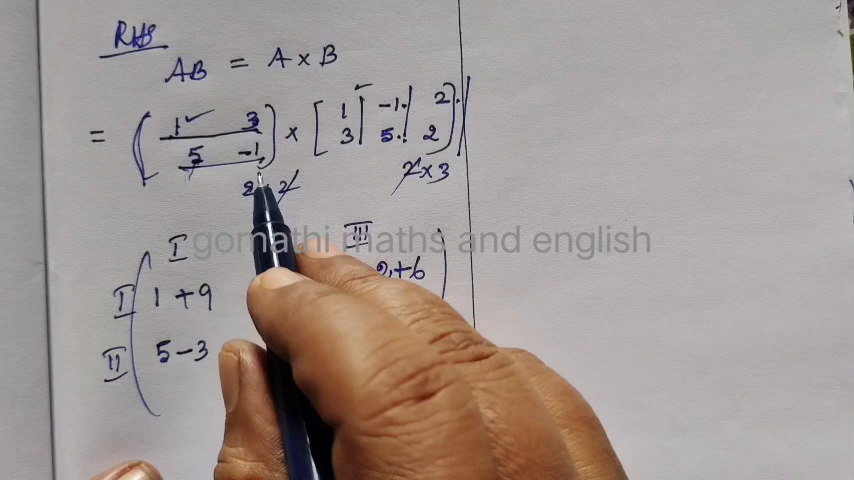 RHS
AB = A × B
= ( 1 3 ) × [ 1 | -1 | 2 ]
5 -1 3 | 5 | 2
2 2 2 × 3
gomathi maths and english
I III
I 1 + 9 2 + 6
II 5 - 3